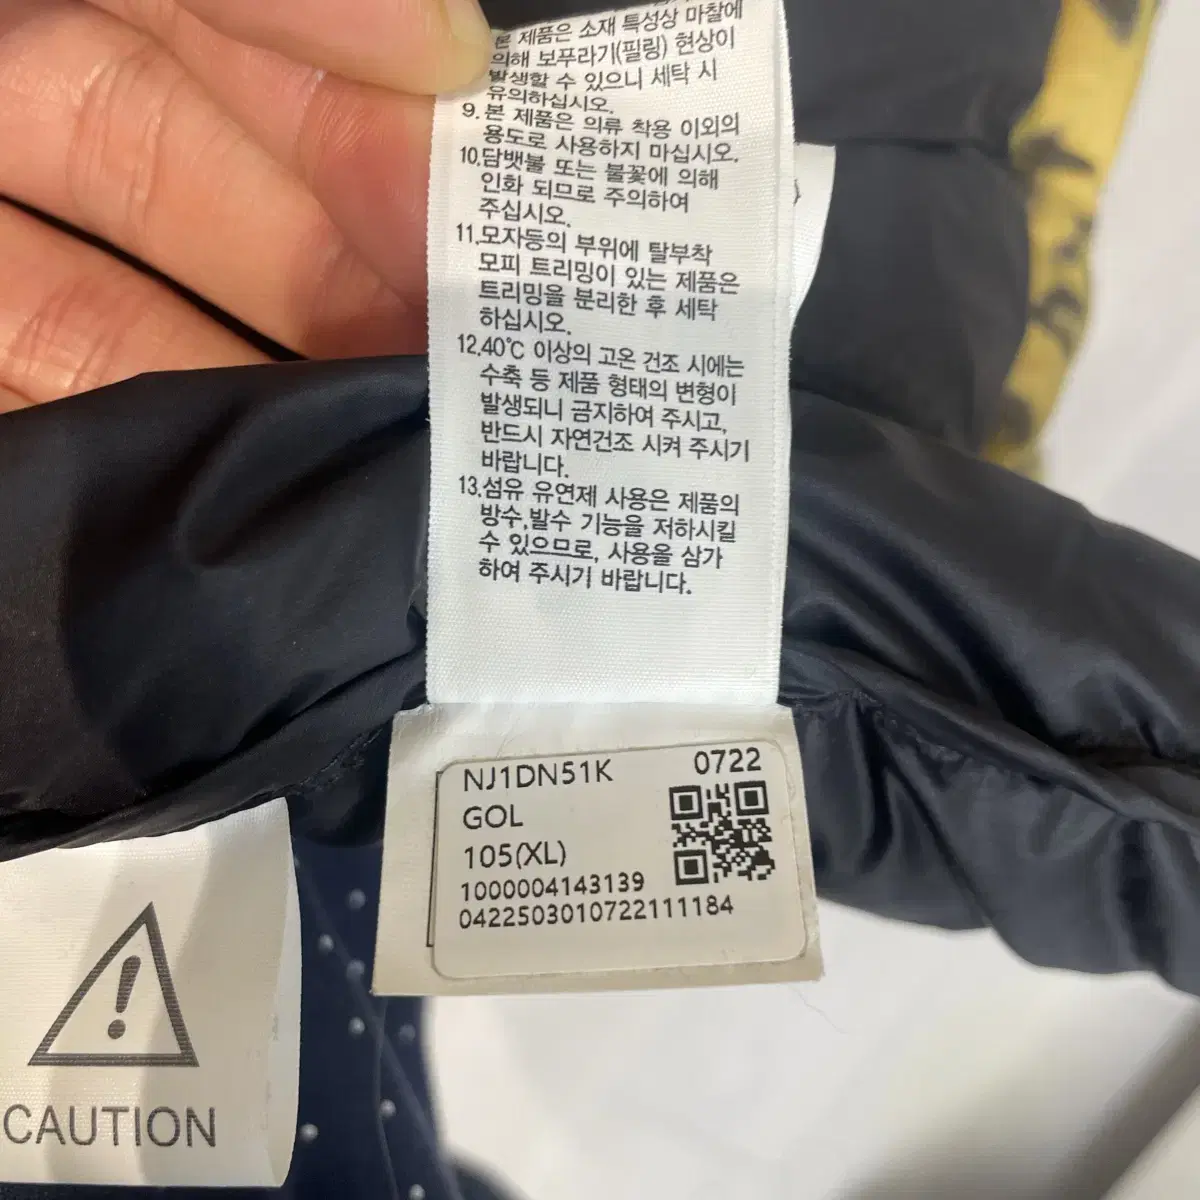 본 제품은 소재 특성상 마찰에
의해 보푸라기(필링) 현상이
발생할 수 있으니 세탁 시
유의하십시오.
9. 본 제품은 의류 착용 이외의
용도로 사용하지 마십시오.
10.담뱃불 또는 불꽃에 의해
인화 되므로 주의하여
주십시오.
11.모자등의 부위에 탈부착
모피 트리밍이 있는 제품은
트리밍을 분리한 후 세탁
하십시오.
12.40℃ 이상의 고온 건조 시에는
수축 등 제품 형태의 변형이
발생되니 금지하여 주시고,
반드시 자연건조 시켜 주시기
바랍니다.
13.섬유 유연제 사용은 제품의
방수,발수 기능을 저하시킬
수 있으므로, 사용을 삼가
하여 주시기 바랍니다.
NJ1DN51K 0722
GOL
105(XL)
1000004143139
0422503010722111184
CAUTION